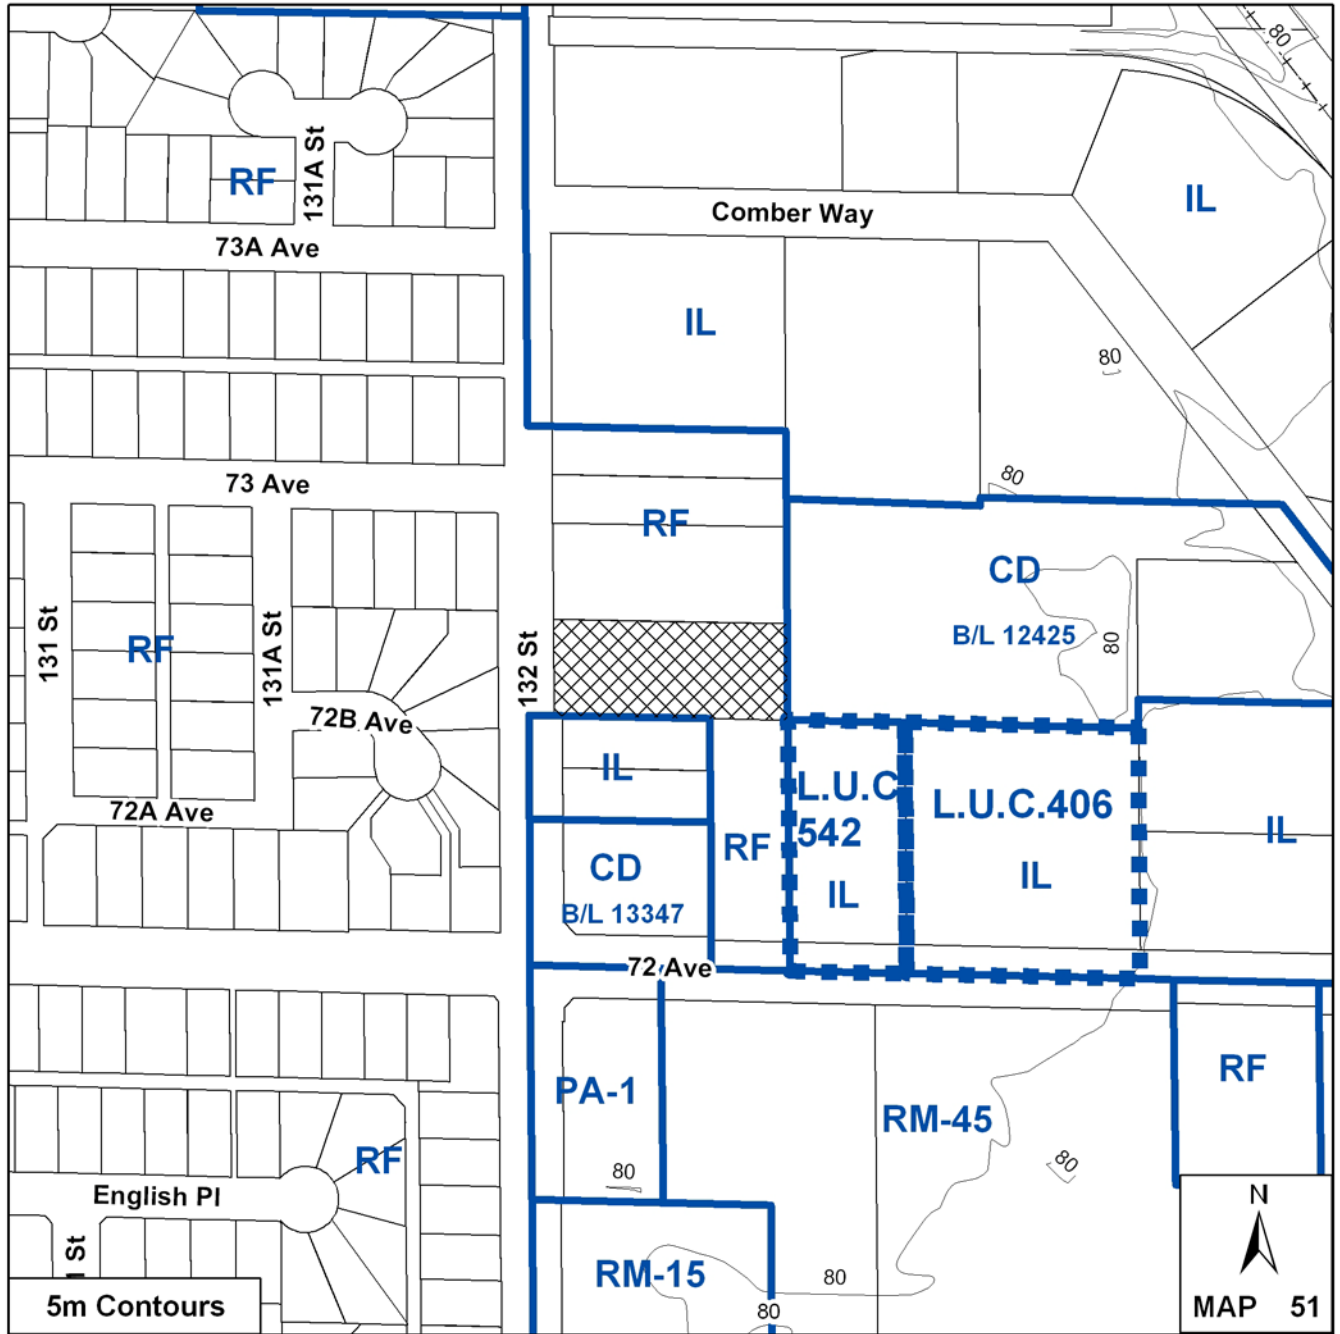 80
131A St
RF
IL
Comber Way
73A Ave
IL
80
73 Ave
80
RF
CD
B/L 12425
80
131 St
RF
131A St
132 St
72B Ave
IL
L.U.C
542
L.U.C.406
72A Ave
IL
RF
CD
IL
IL
B/L 13347
72 Ave
PA-1
RF
RM-45
RF
80
80
English Pl
N
St
RM-15
80
5m Contours
80
MAP 51